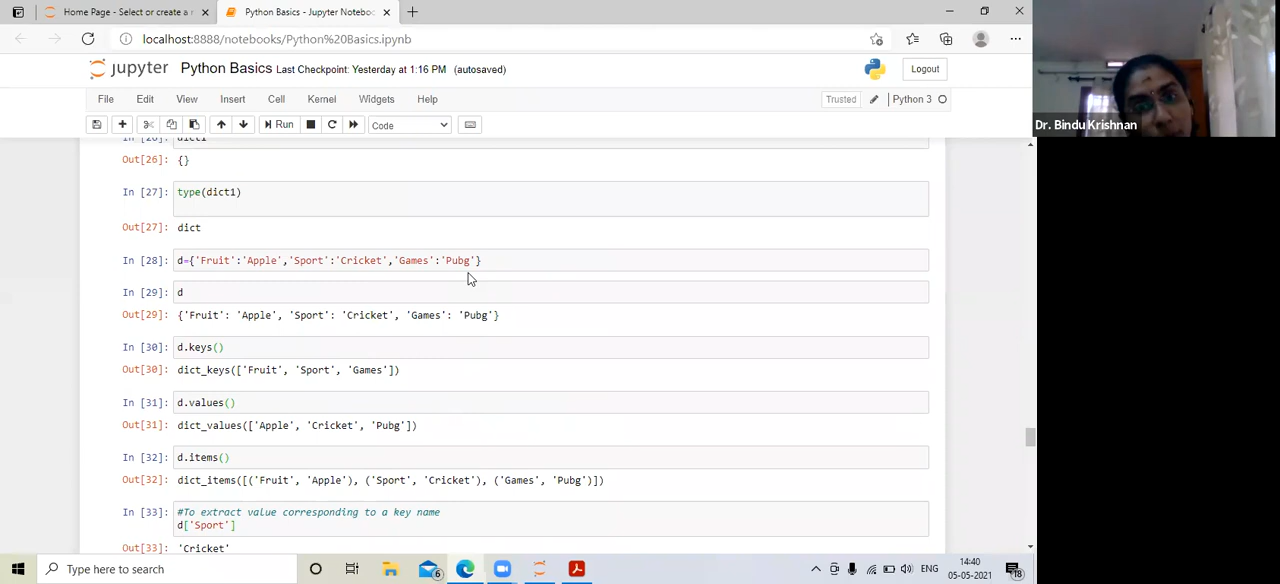 Home Page - Select or create a n
Python Basics - Jupyter Noteboo
localhost:8888/notebooks/Python%20Basics.ipynb
jupyter Python Basics Last Checkpoint: Yesterday at 1:16 PM (autosaved)
Logout
File Edit View Insert Cell Kernel Widgets Help
Trusted Python 3
Run Code
Dr. Bindu Krishnan
In [26]: dict1
Out[26]: {}
In [27]: type(dict1)
Out[27]: dict
In [28]: d={'Fruit':'Apple','Sport':'Cricket','Games':'Pubg'}
In [29]: d
Out[29]: {'Fruit': 'Apple', 'Sport': 'Cricket', 'Games': 'Pubg'}
In [30]: d.keys()
Out[30]: dict_keys(['Fruit', 'Sport', 'Games'])
In [31]: d.values()
Out[31]: dict_values(['Apple', 'Cricket', 'Pubg'])
In [32]: d.items()
Out[32]: dict_items([('Fruit', 'Apple'), ('Sport', 'Cricket'), ('Games', 'Pubg')])
In [33]: #To extract value corresponding to a key name
d['Sport']
Out[33]: 'Cricket'
Type here to search
6
ENG
14:40
05-05-2021
18